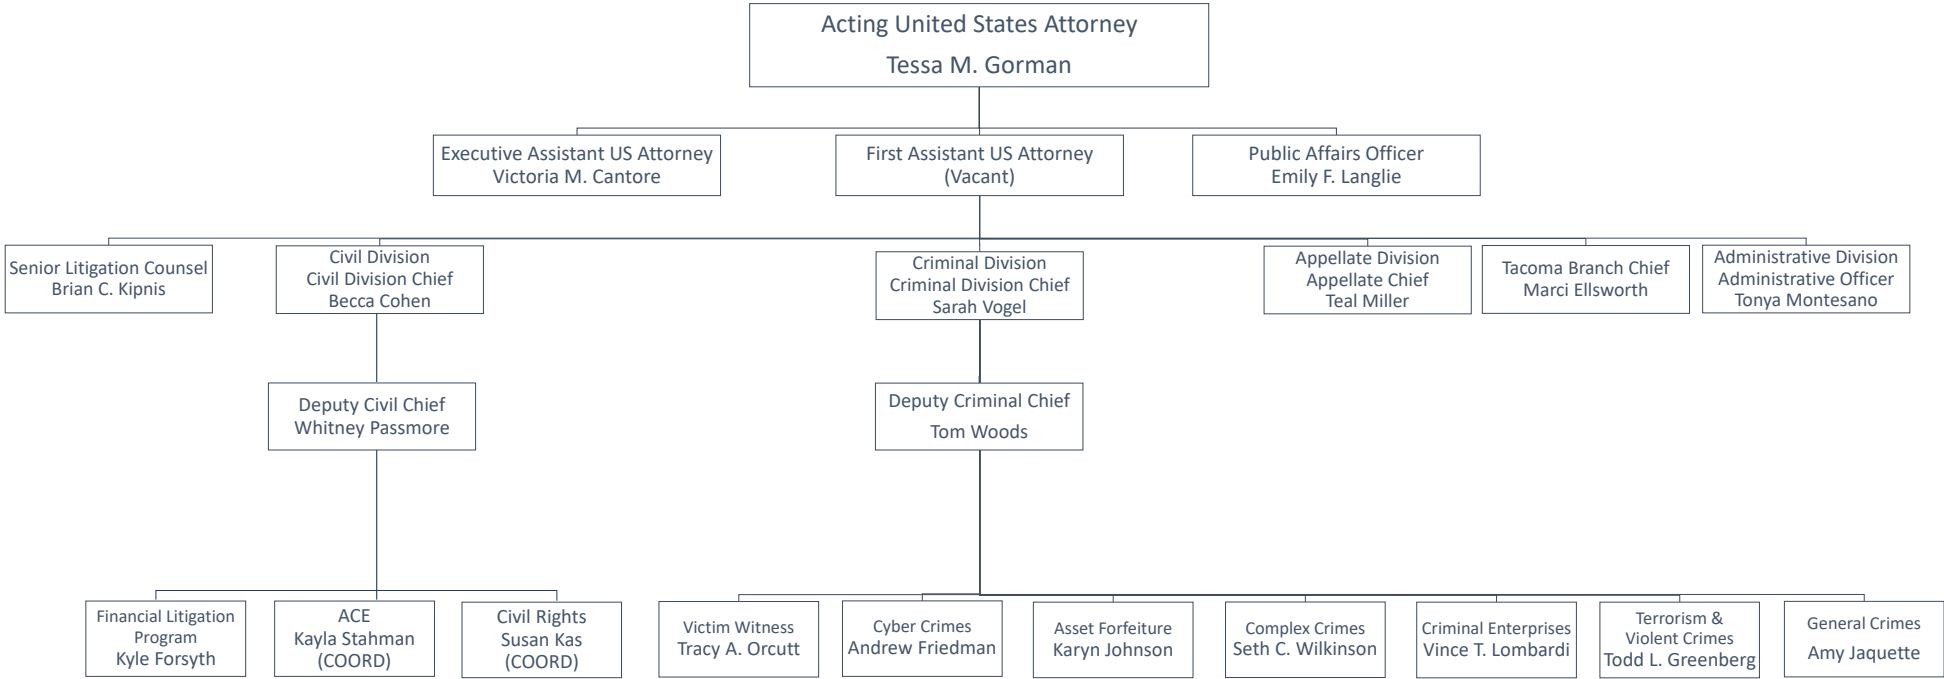 Acting United States Attorney
Tessa M. Gorman
Executive Assistant US Attorney
Victoria M. Cantore
First Assistant US Attorney
(Vacant)
Public Affairs Officer
Emily F. Langlie
Senior Litigation Counsel
Brian C. Kipnis
Civil Division
Civil Division Chief
Becca Cohen
Criminal Division
Criminal Division Chief
Sarah Vogel
Appellate Division
Appellate Chief
Teal Miller
Tacoma Branch Chief
Marci Ellsworth
Administrative Division
Administrative Officer
Tonya Montesano
Deputy Civil Chief
Whitney Passmore
Deputy Criminal Chief
Tom Woods
Financial Litigation
Program
Kyle Forsyth
ACE
Kayla Stahman
(COORD)
Civil Rights
Susan Kas
(COORD)
Victim Witness
Tracy A. Orcutt
Cyber Crimes
Andrew Friedman
Asset Forfeiture
Karyn Johnson
Complex Crimes
Seth C. Wilkinson
Criminal Enterprises
Vince T. Lombardi
Terrorism &
Violent Crimes
Todd L. Greenberg
General Crimes
Amy Jaquette